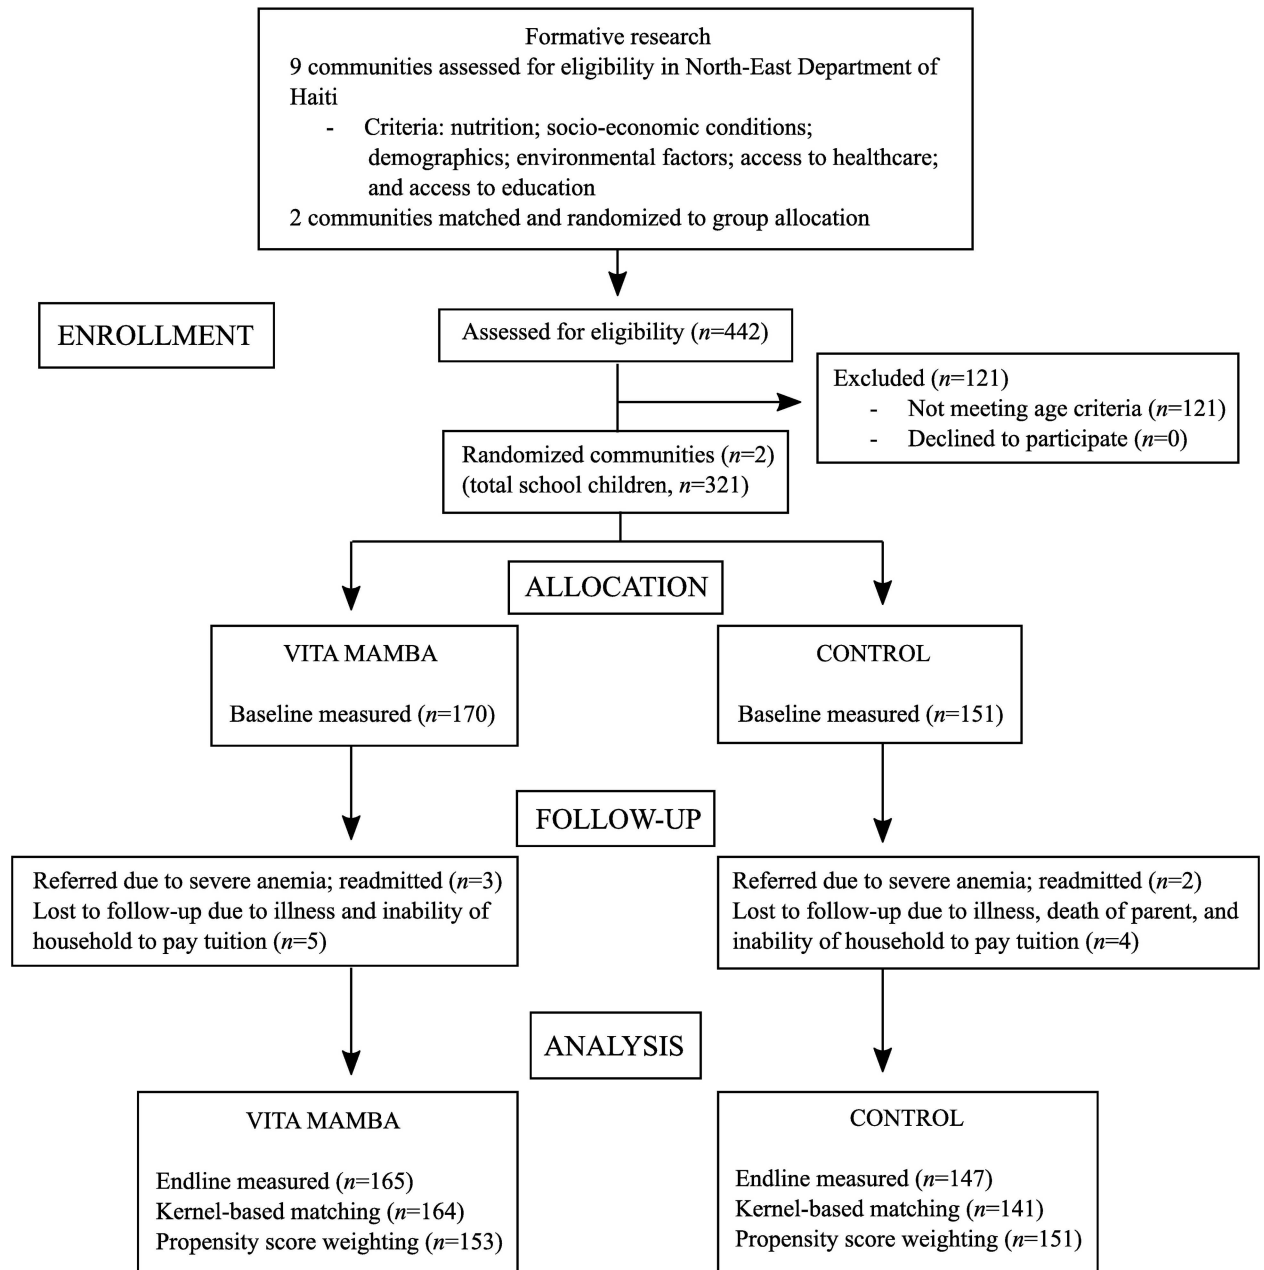 Formative research
9 communities assessed for eligibility in North-East Department of
Haiti
- Criteria: nutrition; socio-economic conditions;
demographics; environmental factors; access to healthcare;
and access to education
2 communities matched and randomized to group allocation
ENROLLMENT
Assessed for eligibility (n=442)
Excluded (n=121)
- Not meeting age criteria (n=121)
- Declined to participate (n=0)
Randomized communities (n=2)
(total school children, n=321)
ALLOCATION
VITA MAMBA
Baseline measured (n=170)
CONTROL
Baseline measured (n=151)
FOLLOW-UP
Referred due to severe anemia; readmitted (n=3)
Lost to follow-up due to illness and inability of
household to pay tuition (n=5)
Referred due to severe anemia; readmitted (n=2)
Lost to follow-up due to illness, death of parent, and
inability of household to pay tuition (n=4)
ANALYSIS
VITA MAMBA
Endline measured (n=165)
Kernel-based matching (n=164)
Propensity score weighting (n=153)
CONTROL
Endline measured (n=147)
Kernel-based matching (n=141)
Propensity score weighting (n=151)